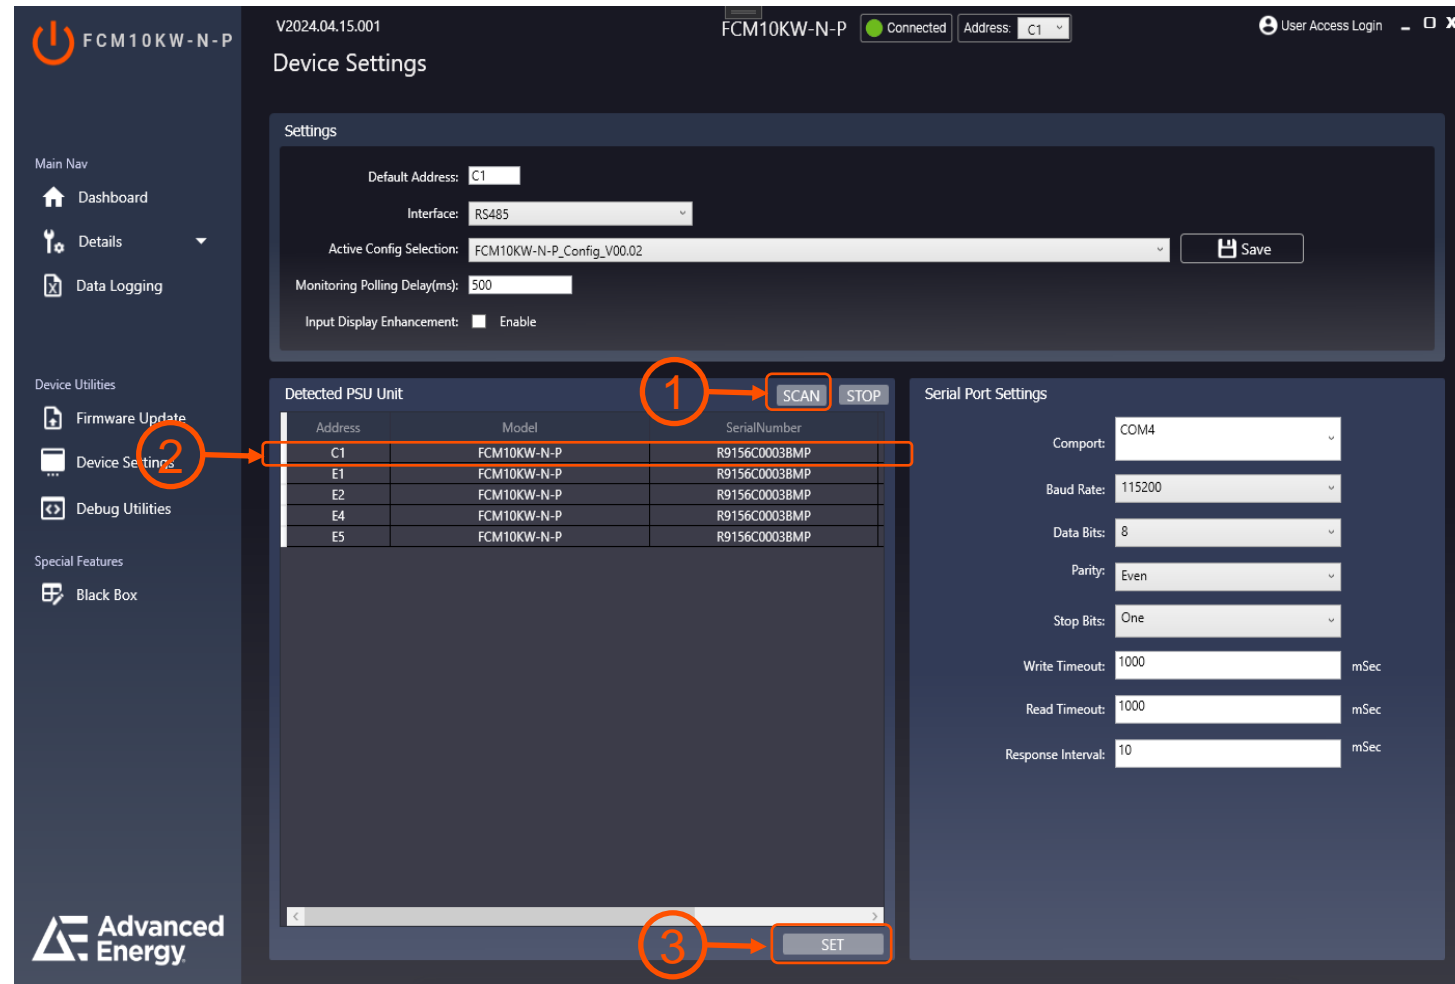 FCM10KW-N-P
V2024.04.15.001
FCM10KW-N-P
Connected
Address: C1
User Access Login
Device Settings
Main Nav
Dashboard
Details
Data Logging
Device Utilities
Firmware Update
Device Settings
Debug Utilities
Special Features
Black Box
Advanced
Energy
Settings
Default Address: C1
Interface: RS485
Active Config Selection: FCM10KW-N-P_Config_V00.02
Save
Monitoring Polling Delay(ms): 500
Input Display Enhancement: Enable
Detected PSU Unit
1
SCAN
STOP
Address Model SerialNumber
2
C1 FCM10KW-N-P R9156C0003BMP
E1 FCM10KW-N-P R9156C0003BMP
E2 FCM10KW-N-P R9156C0003BMP
E4 FCM10KW-N-P R9156C0003BMP
E5 FCM10KW-N-P R9156C0003BMP
3
SET
Serial Port Settings
Comport: COM4
Baud Rate: 115200
Data Bits: 8
Parity: Even
Stop Bits: One
Write Timeout: 1000 mSec
Read Timeout: 1000 mSec
Response Interval: 10 mSec